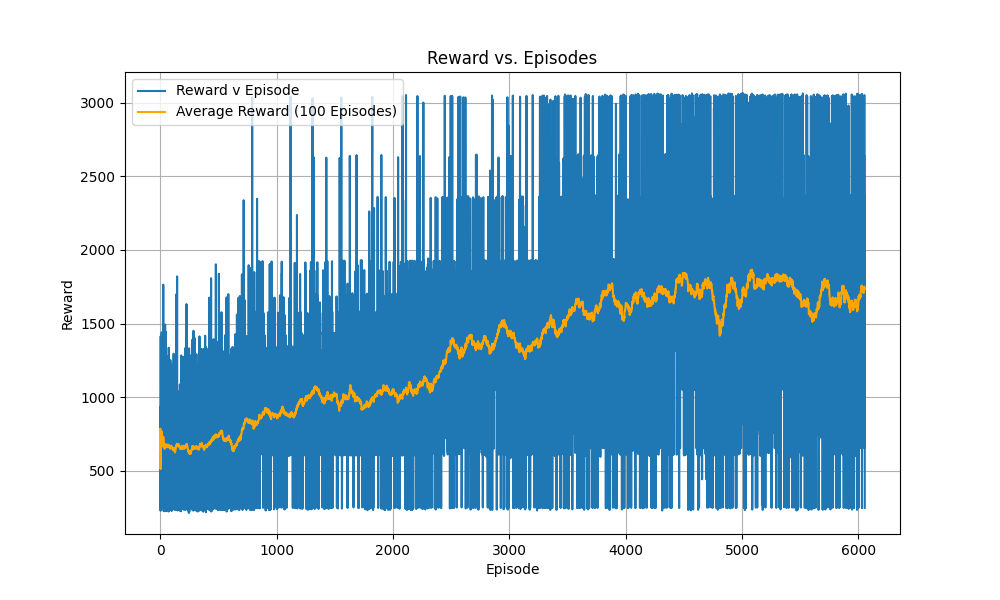 Reward vs. Episodes
Reward v Episode
Average Reward (100 Episodes)
3000
2500
2000
1500
1000
500
Reward
0 1000 2000 3000 4000 5000 6000
Episode